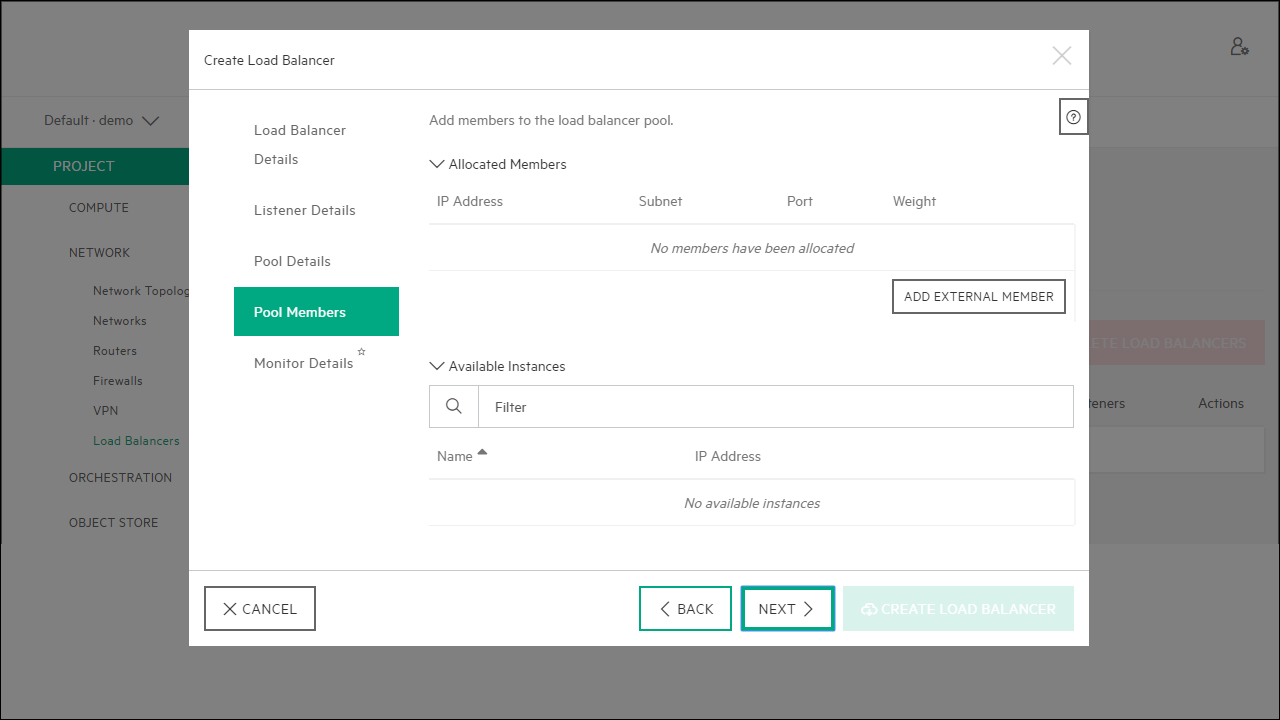 Create Load Balancer
Default · demo
PROJECT
COMPUTE
NETWORK
Network Topolog
Networks
Routers
Firewalls
VPN
Load Balancers
ORCHESTRATION
OBJECT STORE
Load Balancer
Details
Listener Details
Pool Details
Pool Members
Monitor Details
Add members to the load balancer pool.
Allocated Members
IP Address Subnet Port Weight
No members have been allocated
ADD EXTERNAL MEMBER
Available Instances
Filter
Name IP Address
No available instances
CANCEL
BACK
NEXT
CREATE LOAD BALANCER
ETE LOAD BALANCERS
teners Actions